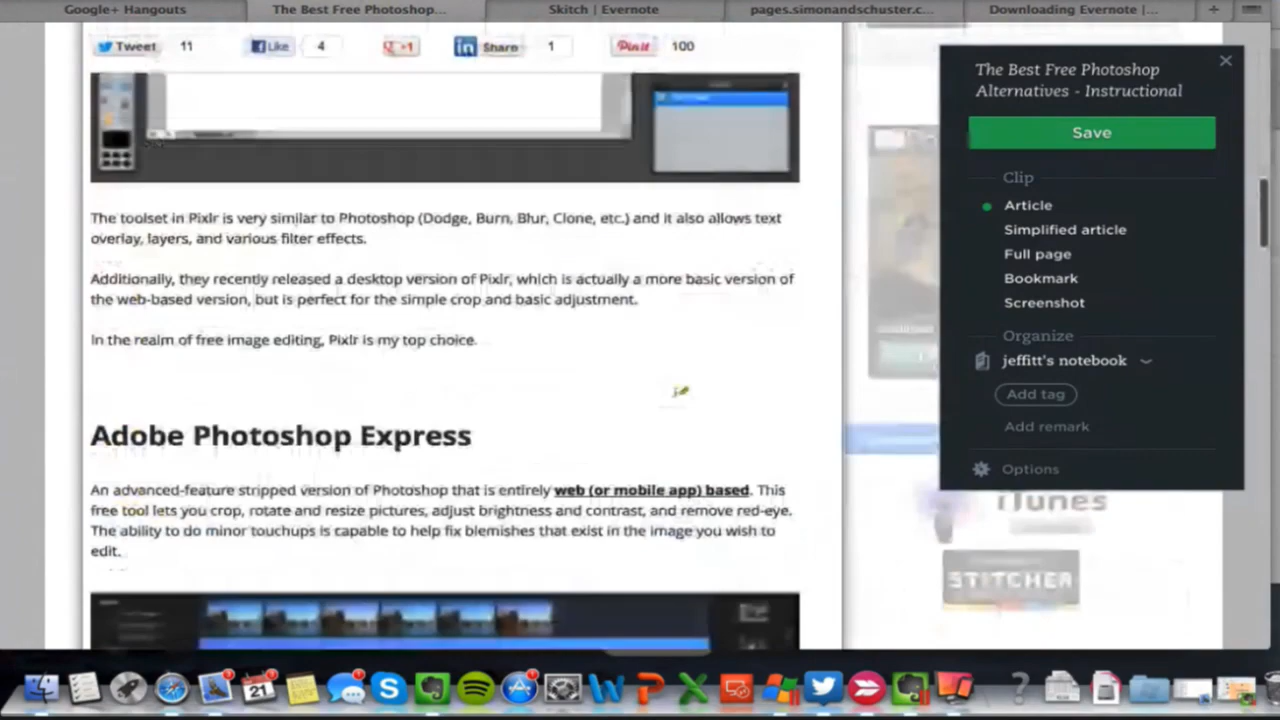 Google+ Hangouts
The Best Free Photoshop...
Skitch | Evernote
pages.simonandschuster.c...
Downloading Evernote |...
+
Tweet 11 Like 4 +1 Share 1 Pin it 100
The toolset in Pixlr is very similar to Photoshop (Dodge, Burn, Blur, Clone, etc.) and it also allows text
overlay, layers, and various filter effects.
Additionally, they recently released a desktop version of Pixlr, which is actually a more basic version of
the web-based version, but is perfect for the simple crop and basic adjustment.
In the realm of free image editing, Pixlr is my top choice.
Adobe Photoshop Express
An advanced-feature stripped version of Photoshop that is entirely web (or mobile app) based. This
free tool lets you crop, rotate and resize pictures, adjust brightness and contrast, and remove red-eye.
The ability to do minor touchups is capable to help fix blemishes that exist in the image you wish to
edit.
The Best Free Photoshop
Alternatives - Instructional
Save
Clip
Article
Simplified article
Full page
Bookmark
Screenshot
Organize
jeffitt's notebook
Add tag
Add remark
Options
iTunes
STITCHER
21